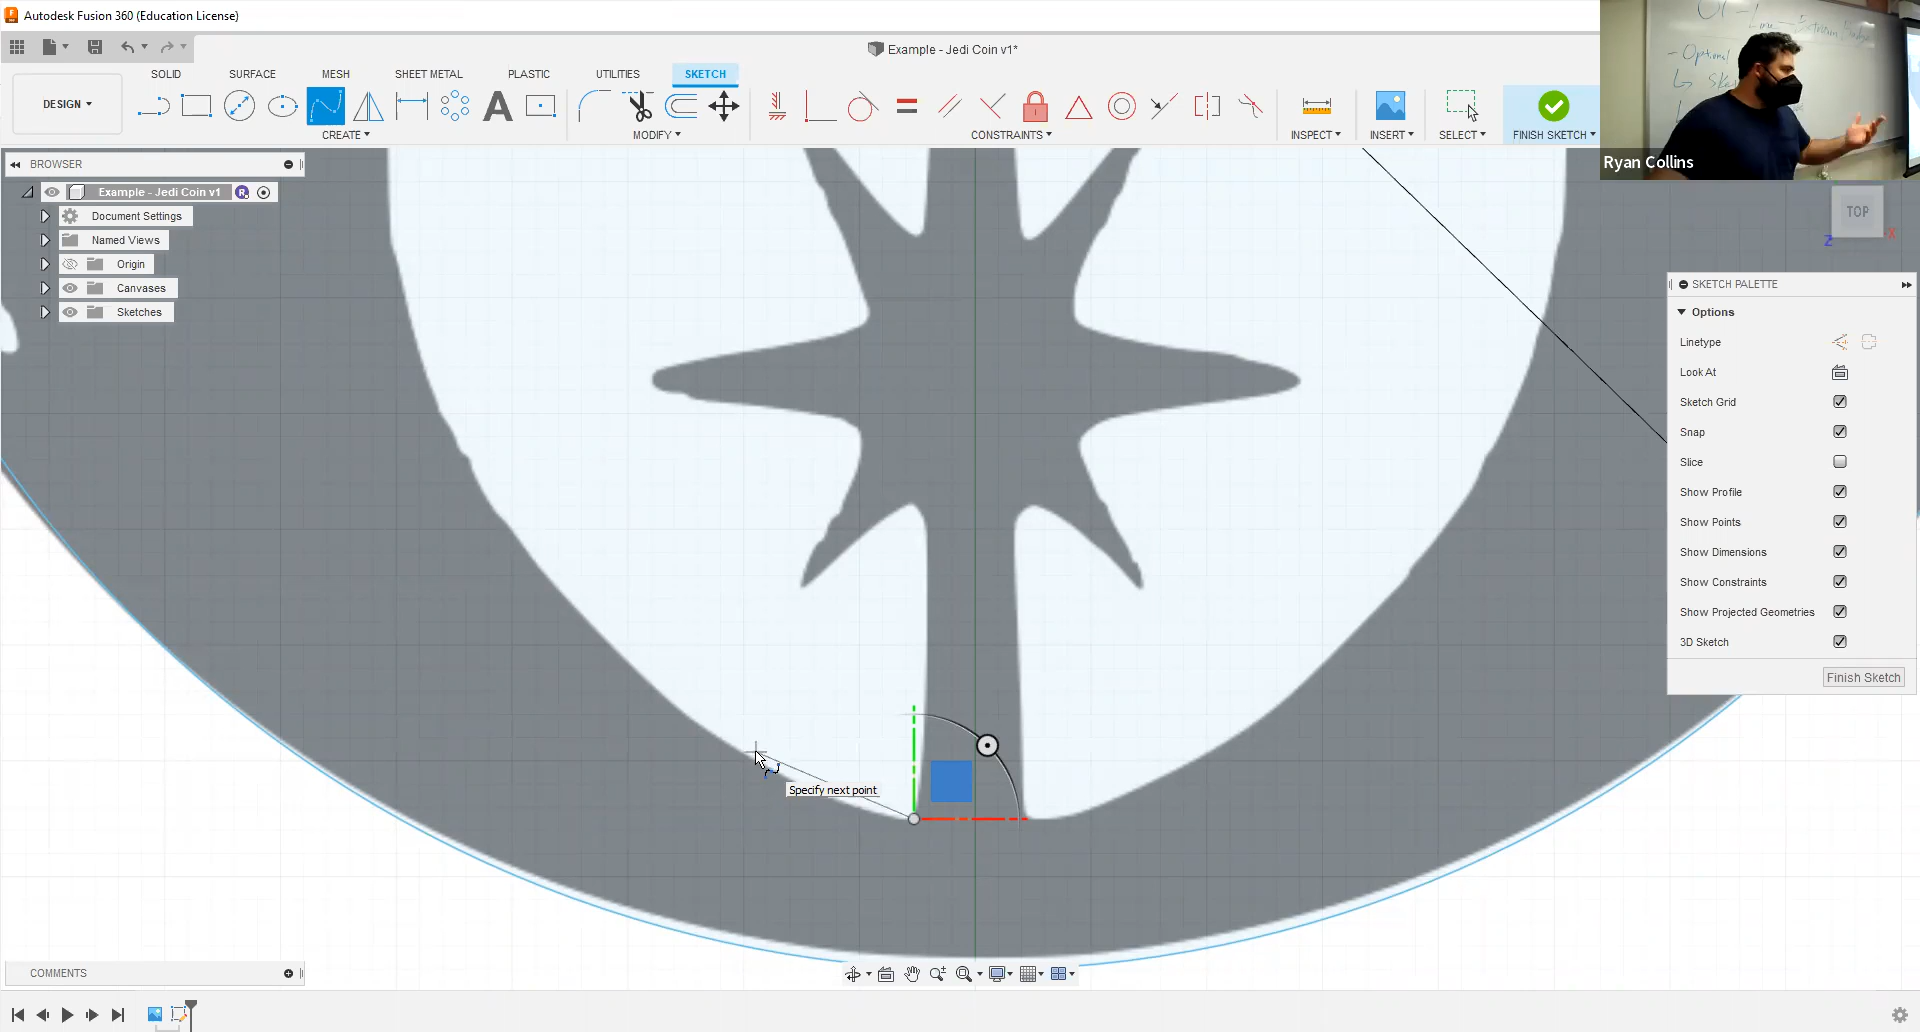 Autodesk Fusion 360 (Education License)
Example - Jedi Coin v1*
SOLID SURFACE MESH SHEET METAL PLASTIC UTILITIES SKETCH
DESIGN
CREATE MODIFY CONSTRAINTS INSPECT INSERT SELECT FINISH SKETCH
- Optional
Ryan Collins
BROWSER
Example - Jedi Coin v1 R
Document Settings
Named Views
Origin
Canvases
Sketches
TOP
Z X
SKETCH PALETTE
Options
Linetype
Look At
Sketch Grid
Snap
Slice
Show Profile
Show Points
Show Dimensions
Show Constraints
Show Projected Geometries
3D Sketch
Finish Sketch
Specify next point
COMMENTS